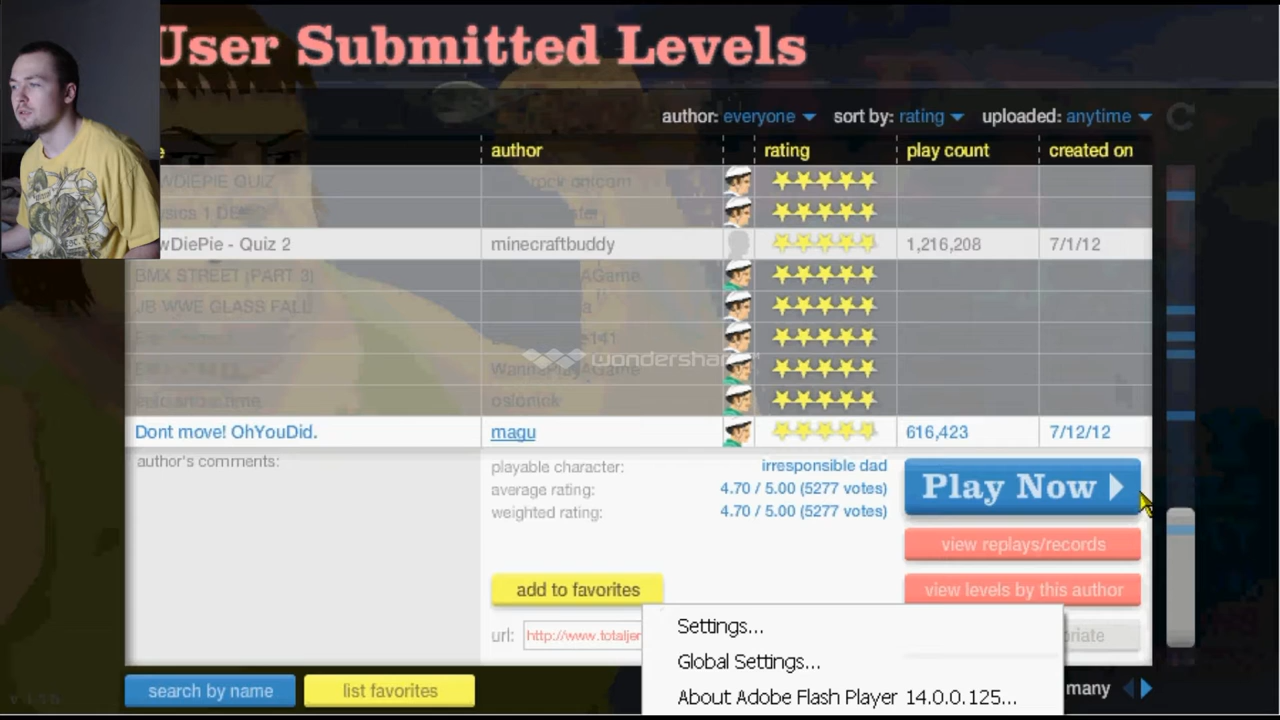 User Submitted Levels
author: everyone sort by: rating uploaded: anytime
author rating play count created on
QUIZ
wDiePie - Quiz 2 minecraftbuddy 1,216,208 7/1/12
BMX STREET (PART 3)
JB WWE GLASS FALL
wondershare
Dont move! OhYouDid. magu 616,423 7/12/12
author's comments:
playable character: irresponsible dad
average rating: 4.70 / 5.00 (5277 votes)
weighted rating: 4.70 / 5.00 (5277 votes)
Play Now
view replays/records
add to favorites
view levels by this author
url: http://www.totaljer
Settings...
Global Settings...
About Adobe Flash Player 14.0.0.125...
search by name
list favorites
many